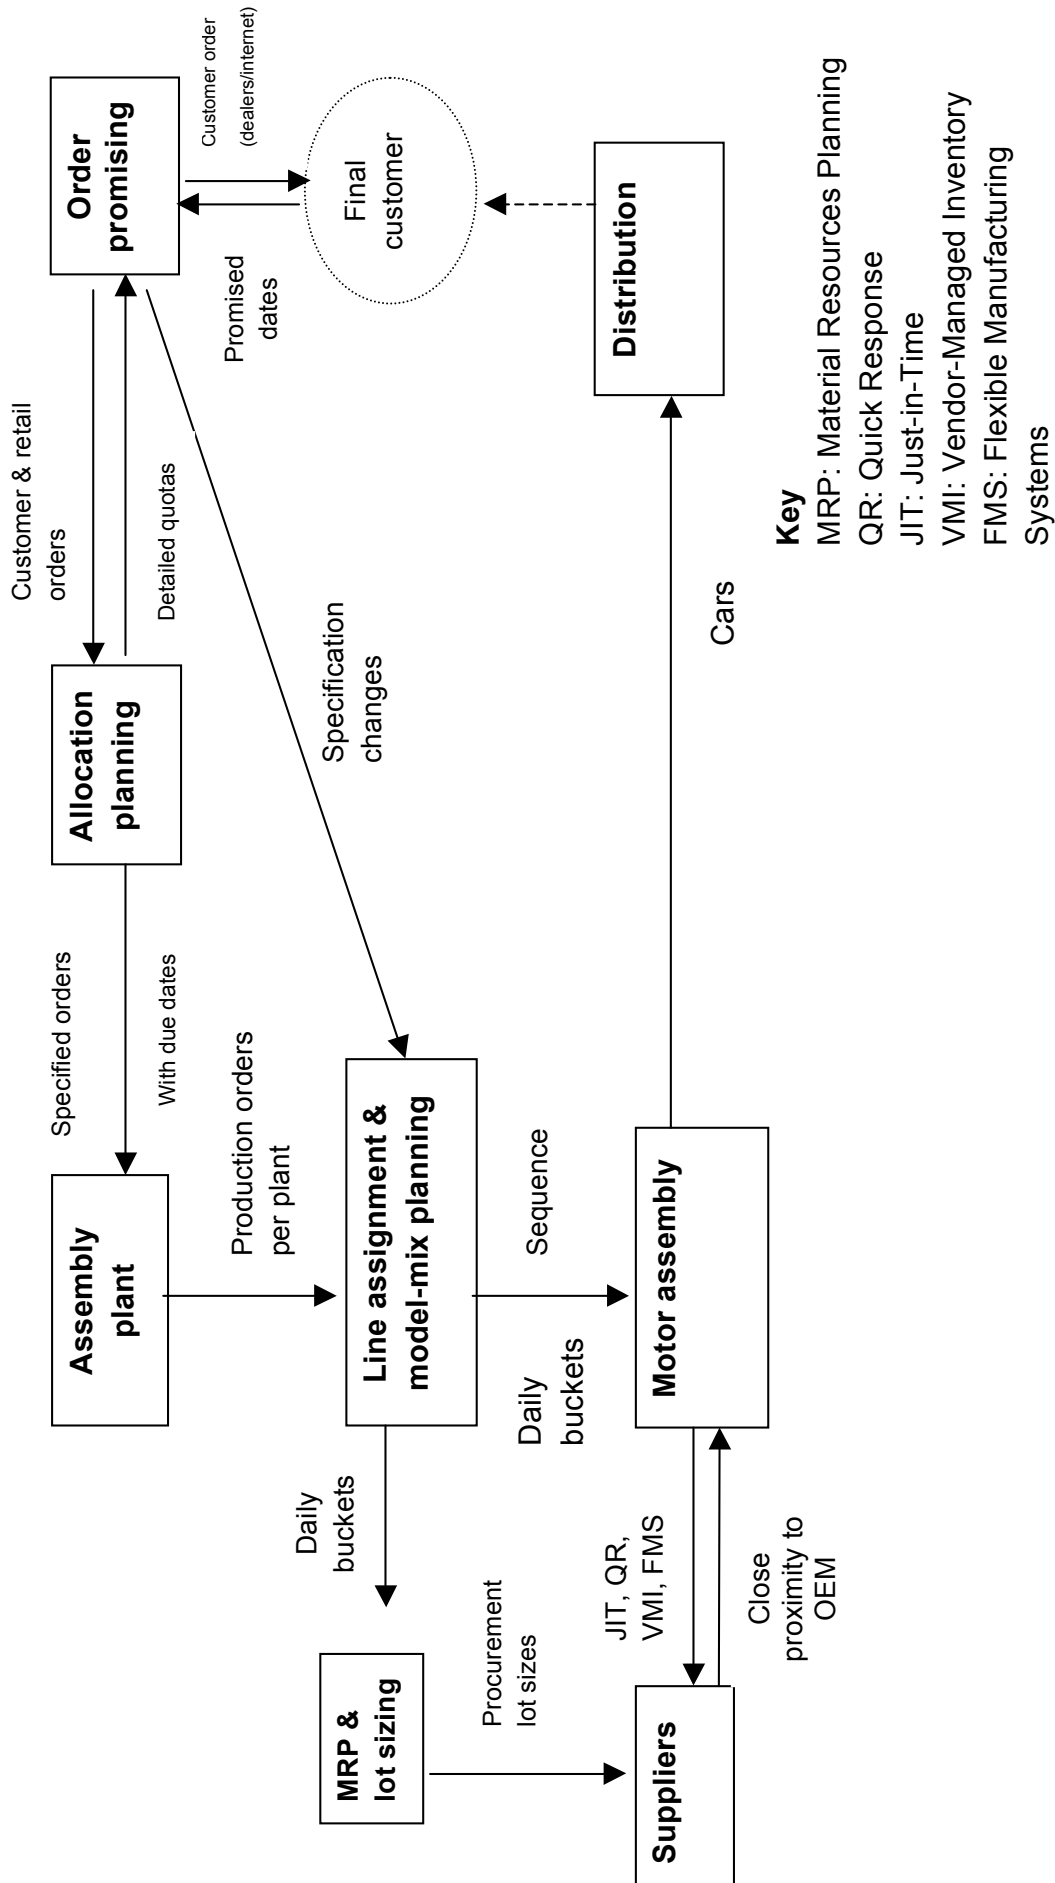 Assembly
plant
Specified orders
With due dates
Allocation
planning
Customer & retail
orders
Detailed quotas
Order
promising
Customer order
(dealers/internet)
Promised
dates
Final
customer
Production orders
per plant
Specification
changes
Line assignment &
model-mix planning
Daily
buckets
MRP &
lot sizing
Procurement
lot sizes
Daily
buckets
Sequence
Suppliers
JIT, QR,
VMI, FMS
Close
proximity to
OEM
Motor assembly
Cars
Distribution
Key
MRP: Material Resources Planning
QR: Quick Response
JIT: Just-in-Time
VMI: Vendor-Managed Inventory
FMS: Flexible Manufacturing
Systems